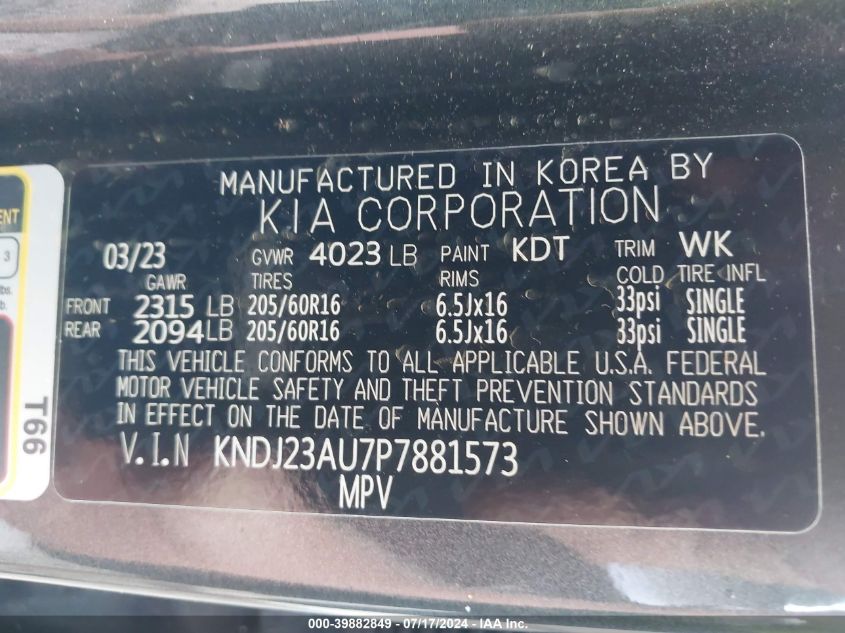 MANUFACTURED IN KOREA BY
KIA CORPORATION
03/23 GVWR 4023 LB PAINT KDT TRIM WK
GAWR TIRES RIMS COLD TIRE INFL
FRONT 2315 LB 205/60R16 6.5Jx16 33psi SINGLE
REAR 2094 LB 205/60R16 6.5Jx16 33psi SINGLE
THIS VEHICLE CONFORMS TO ALL APPLICABLE U.S.A. FEDERAL
MOTOR VEHICLE SAFETY AND THEFT PREVENTION STANDARDS
IN EFFECT ON THE DATE OF MANUFACTURE SHOWN ABOVE.
V.I.N KNDJ23AU7P7881573
MPV
3
T66
000-39882849 - 07/17/2024 - IAA Inc.